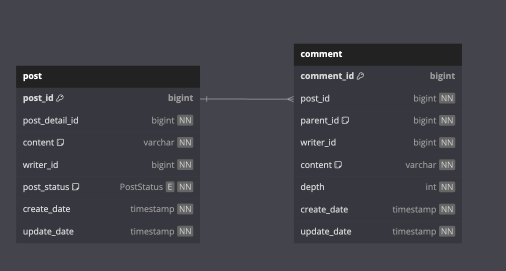 post
post_id bigint
post_detail_id bigint NN
content varchar NN
writer_id bigint NN
post_status PostStatus E NN
create_date timestamp NN
update_date timestamp NN
comment
comment_id bigint
post_id bigint NN
parent_id bigint NN
writer_id bigint NN
content varchar NN
depth int NN
create_date timestamp NN
update_date timestamp NN